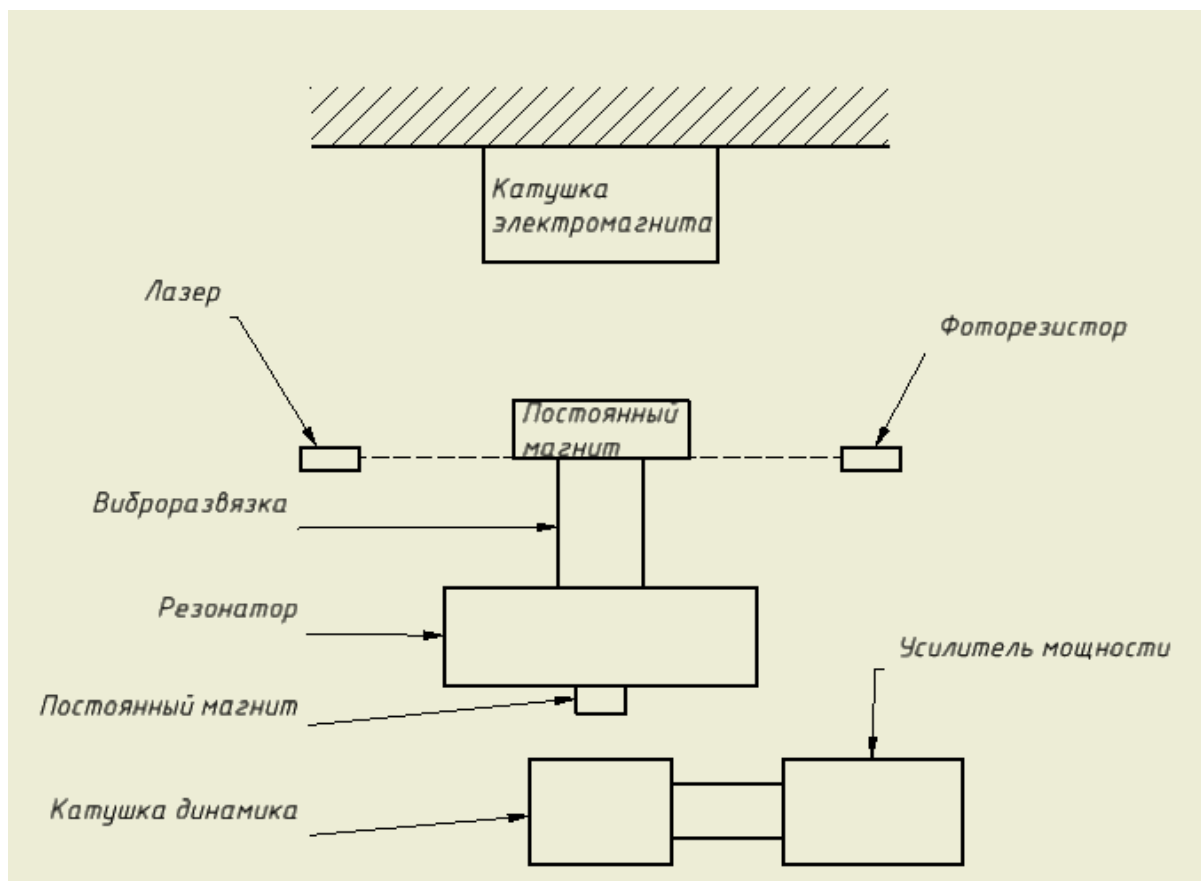 Катушка
электромагнита
Лазер
Фоторезистор
Постоянный
магнит
Виброразвязка
Резонатор
Усилитель мощности
Постоянный магнит
Катушка динамика